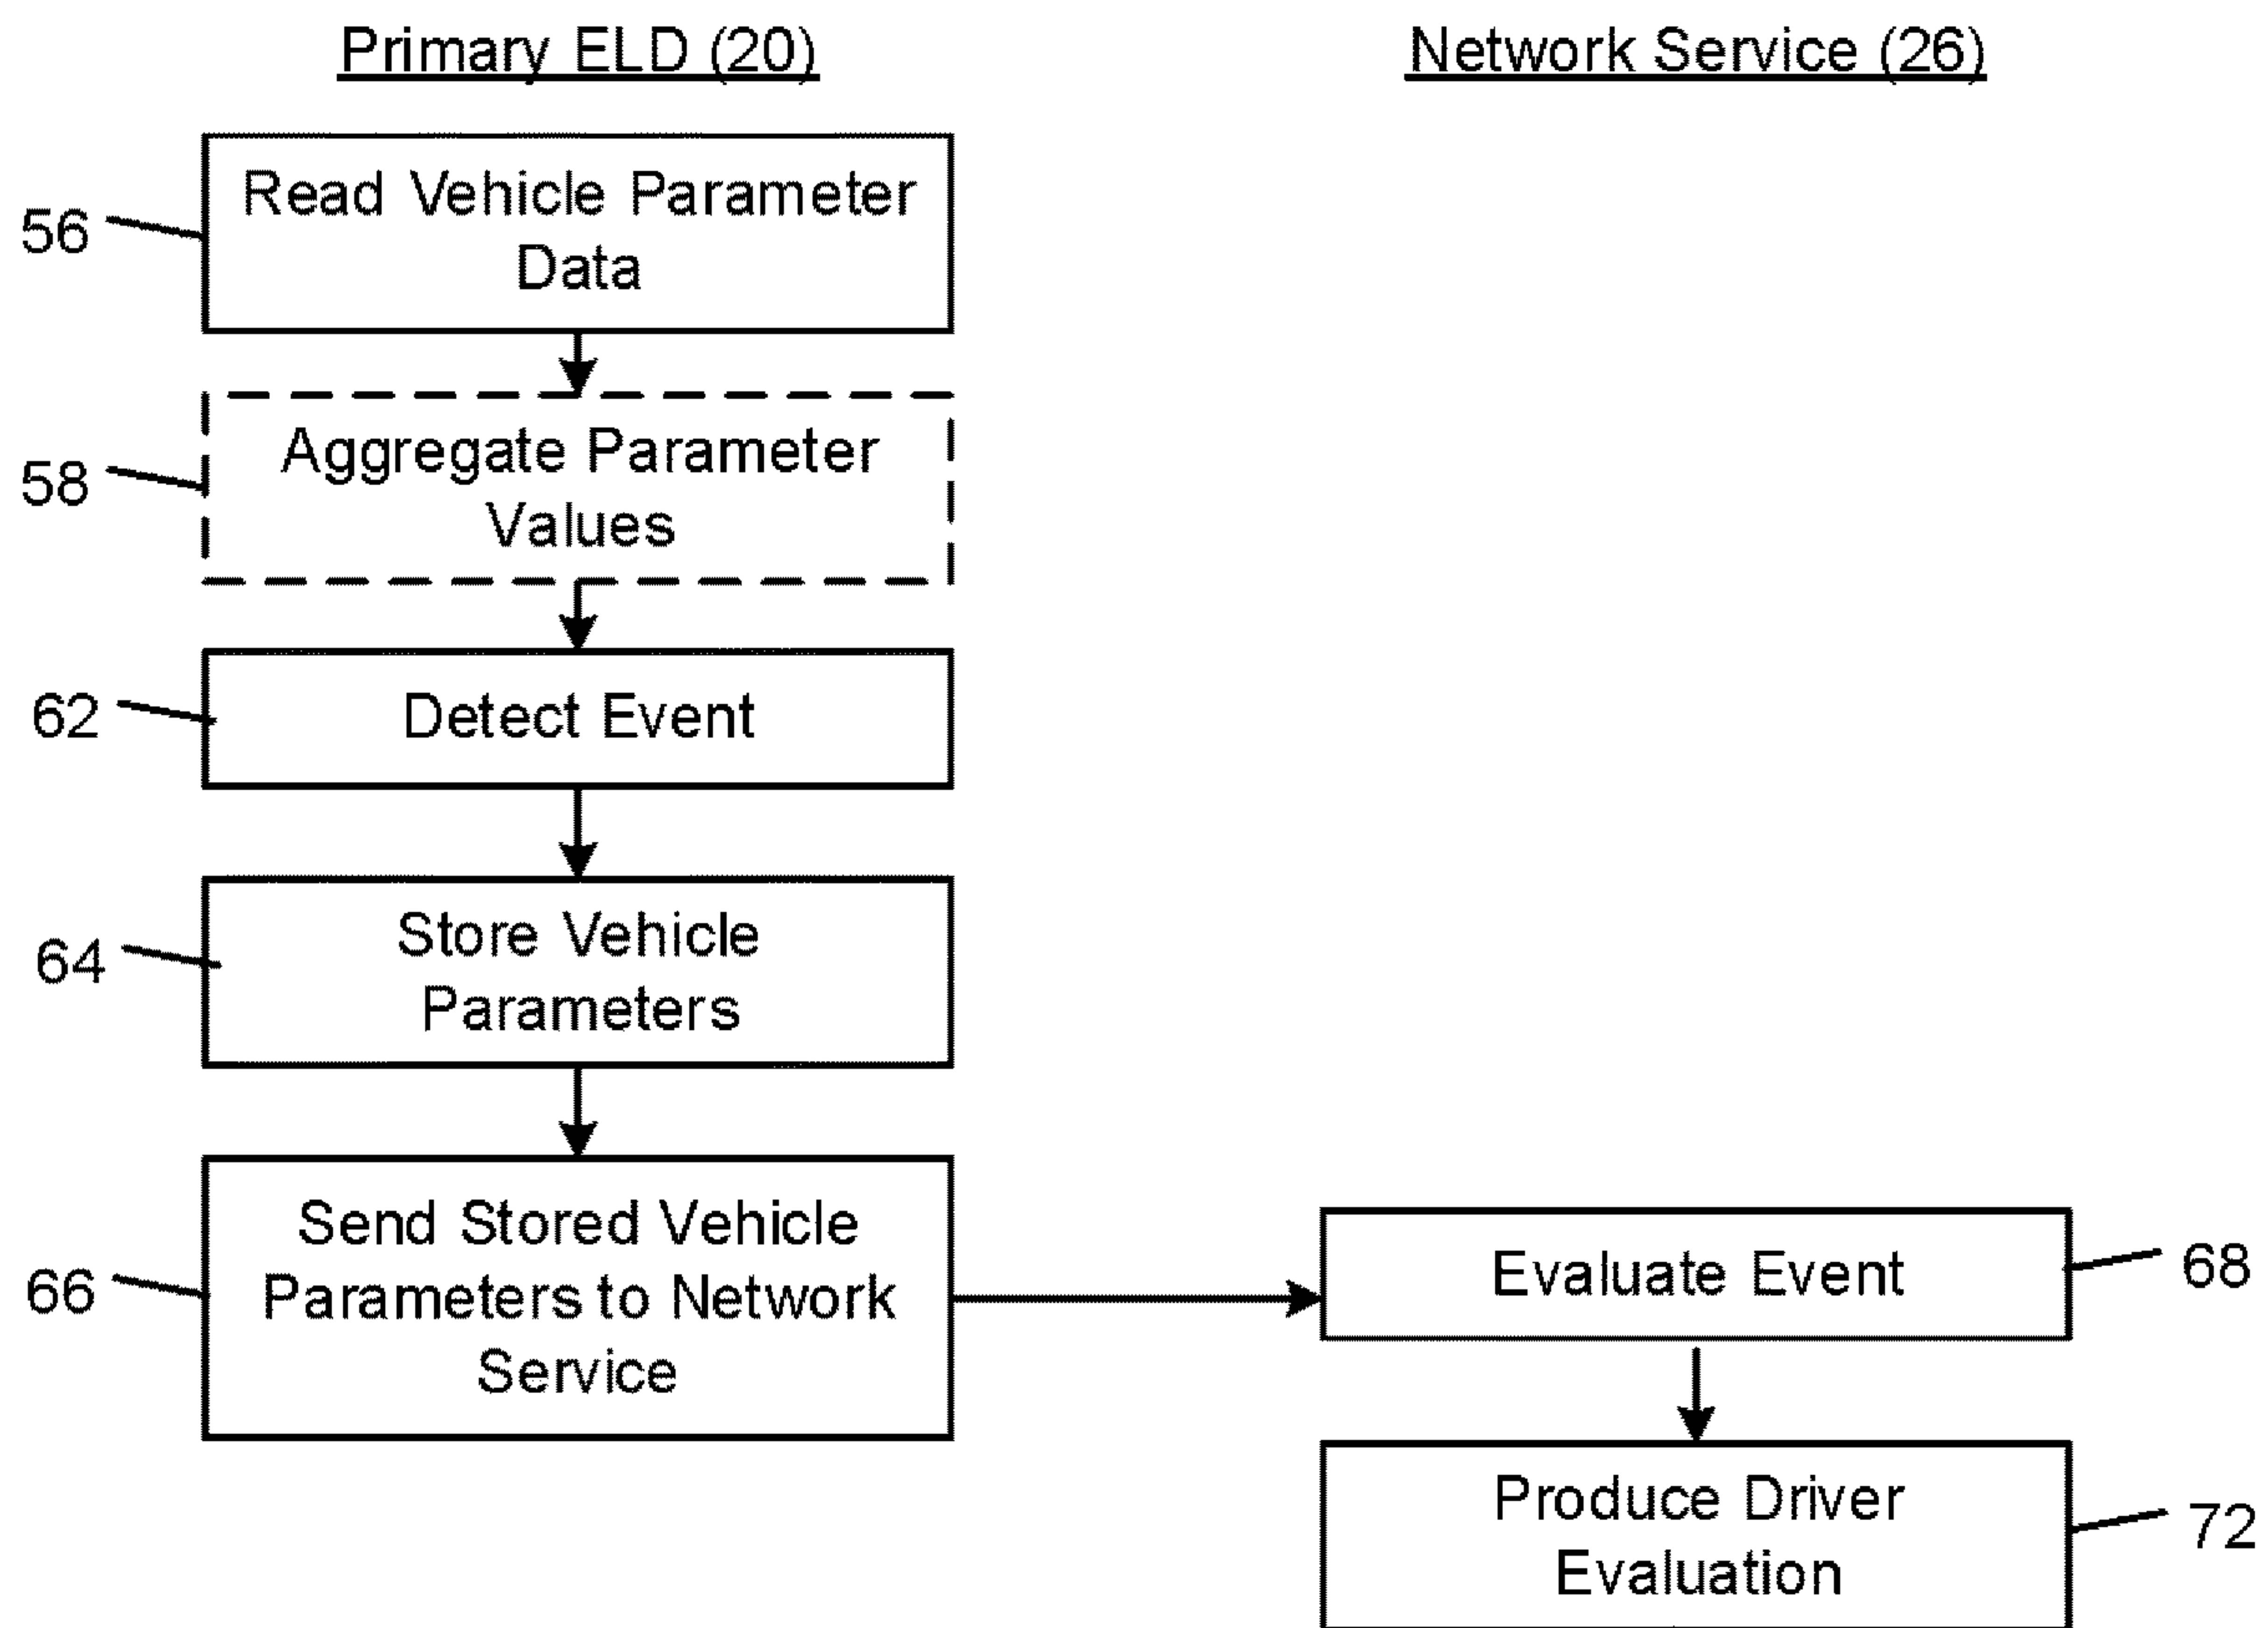 Primary ELD (20)
Network Service (26)
56
Read Vehicle Parameter
Data
58
Aggregate Parameter
Values
62
Detect Event
64
Store Vehicle
Parameters
66
Send Stored Vehicle
Parameters to Network
Service
Evaluate Event
68
Produce Driver
Evaluation
72